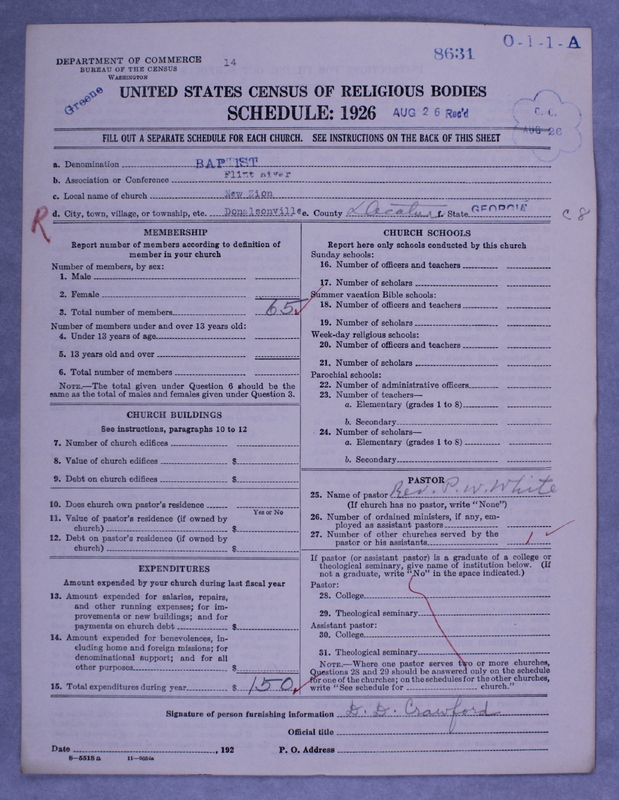 DEPARTMENT OF COMMERCE
BUREAU OF THE CENSUS
WASHINGTON
14
8631
O-1-1-A
Greene
UNITED STATES CENSUS OF RELIGIOUS BODIES
SCHEDULE: 1926
AUG 26 Rec'd
C. C.
AUG 26
FILL OUT A SEPARATE SCHEDULE FOR EACH CHURCH. SEE INSTRUCTIONS ON THE BACK OF THIS SHEET
a. Denomination BAPTIST
b. Association or Conference Flint River
c. Local name of church New Zion
R d. City, town, village, or township, etc. Donalsonville e. County f. State GEORGIA
C 8
MEMBERSHIP
Report number of members according to definition of
member in your church
Number of members, by sex:
1. Male
2. Female
3. Total number of members 65
Number of members under and over 13 years old:
4. Under 13 years of age
5. 13 years old and over
6. Total number of members
NOTE.—The total given under Question 6 should be the
same as the total of males and females given under Question 3.
CHURCH BUILDINGS
See instructions, paragraphs 10 to 12
7. Number of church edifices
8. Value of church edifices $
9. Debt on church edifices $
10. Does church own pastor's residence
Yes or No
11. Value of pastor's residence (if owned by
church) $
12. Debt on pastor's residence (if owned by
church) $
EXPENDITURES
Amount expended by your church during last fiscal year
13. Amount expended for salaries, repairs,
and other running expenses; for im-
provements or new buildings; and for
payments on church debt $
14. Amount expended for benevolences, in-
cluding home and foreign missions; for
denominational support; and for all
other purposes $
15. Total expenditures during year $ 150
CHURCH SCHOOLS
Report here only schools conducted by this church
Sunday schools:
16. Number of officers and teachers
17. Number of scholars
Summer vacation Bible schools:
18. Number of officers and teachers
19. Number of scholars
Week-day religious schools:
20. Number of officers and teachers
21. Number of scholars
Parochial schools:
22. Number of administrative officers
23. Number of teachers—
a. Elementary (grades 1 to 8)
b. Secondary
24. Number of scholars—
a. Elementary (grades 1 to 8)
b. Secondary
PASTOR
25. Name of pastor Rev. P. W. White
(If church has no pastor, write "None")
26. Number of ordained ministers, if any, em-
ployed as assistant pastors
27. Number of other churches served by the
pastor or his assistants 1
If pastor (or assistant pastor) is a graduate of a college or
theological seminary, give name of institution below. (If
not a graduate, write "No" in the space indicated.)
Pastor:
28. College
29. Theological seminary
Assistant pastor:
30. College
31. Theological seminary
NOTE.—Where one pastor serves two or more churches,
Questions 28 and 29 should be answered only on the schedule
for one of the churches; on the schedules for the other churches,
write "See schedule for church."
Signature of person furnishing information D. D. Crawford
Official title
Date , 192 P. O. Address
8—5518a 11—9664a